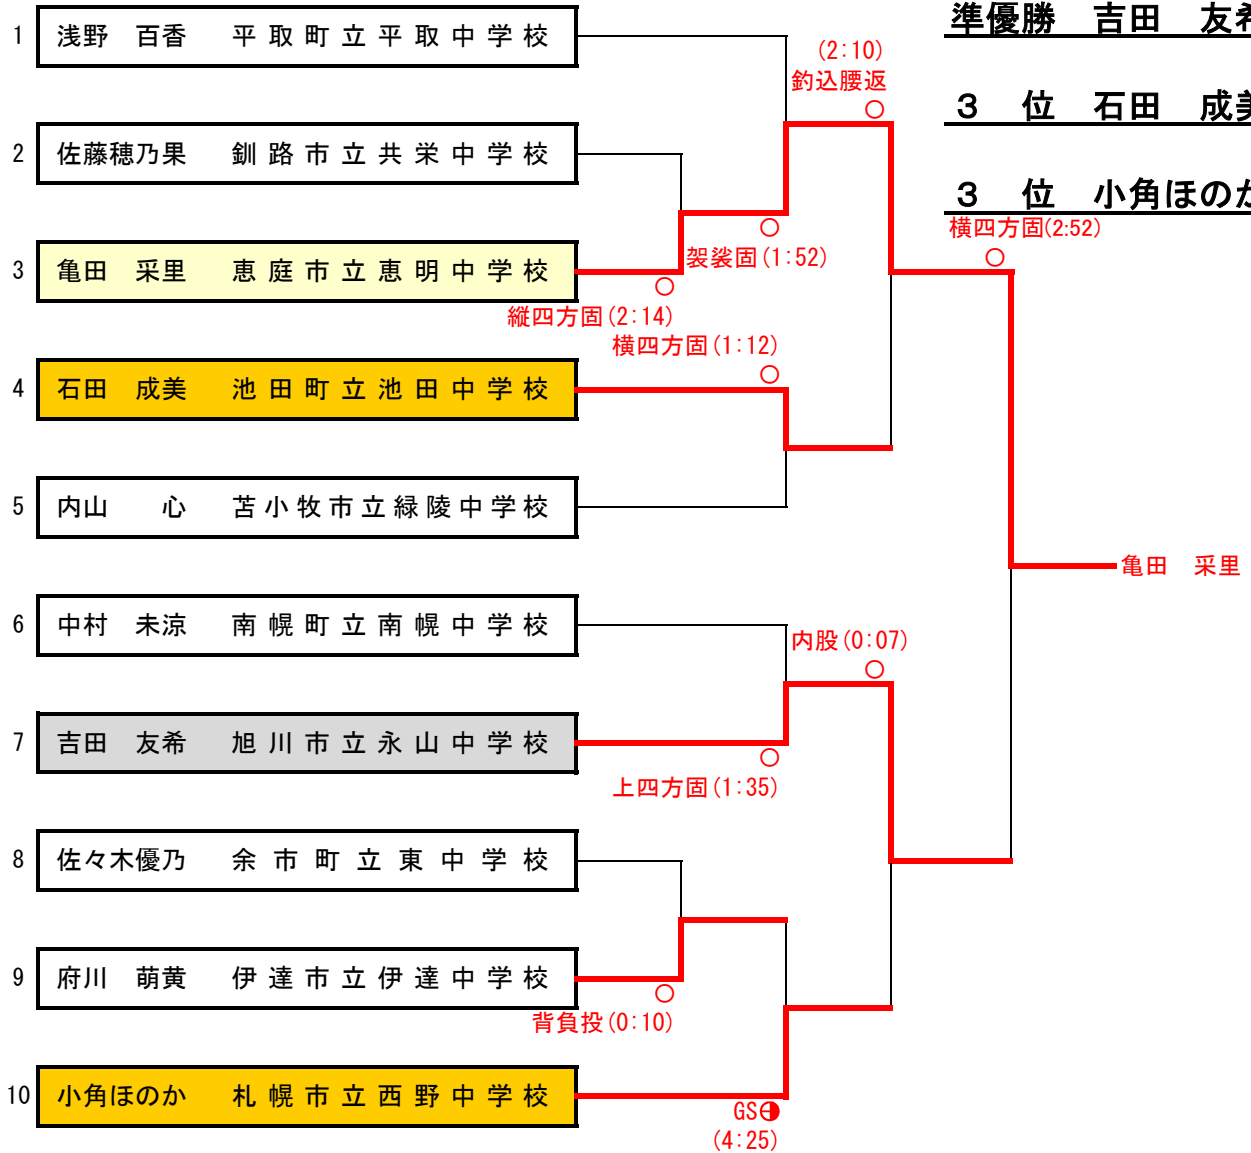 準優勝 吉田 友希
3 位 石田 成美
3 位 小角ほのか
1 浅野 百香 平取町立平取中学校
(2:10)
釣込腰返
2 佐藤穂乃果 釧路市立共栄中学校
横四方固(2:52)
3 亀田 采里 恵庭市立恵明中学校
袈裟固(1:52)
縦四方固(2:14)
横四方固(1:12)
4 石田 成美 池田町立池田中学校
5 内山 心 苫小牧市立緑陵中学校
亀田 采里
6 中村 未涼 南幌町立南幌中学校
内股(0:07)
7 吉田 友希 旭川市立永山中学校
上四方固(1:35)
8 佐々木優乃 余市町立東中学校
9 府川 萌黄 伊達市立伊達中学校
背負投(0:10)
10 小角ほのか 札幌市立西野中学校
GS
(4:25)